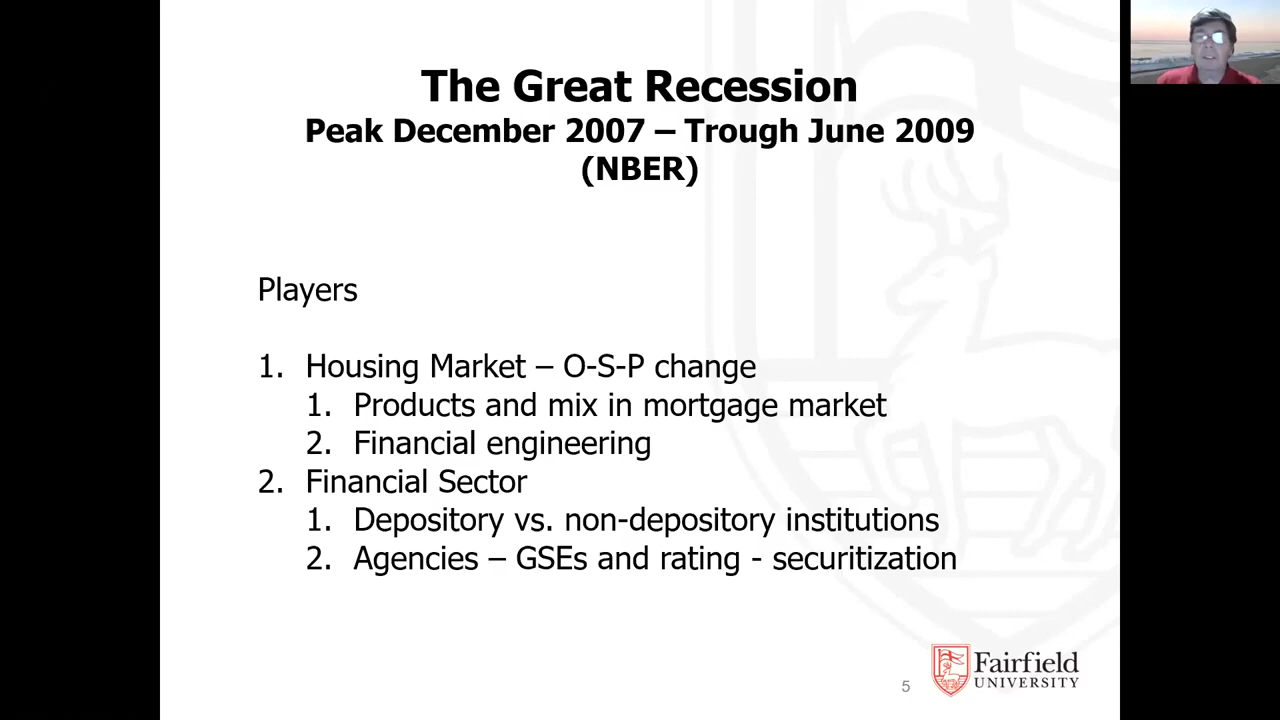 The Great Recession
Peak December 2007 – Trough June 2009
(NBER)
Players
1. Housing Market – O-S-P change
1. Products and mix in mortgage market
2. Financial engineering
2. Financial Sector
1. Depository vs. non-depository institutions
2. Agencies – GSEs and rating - securitization
5
Fairfield
UNIVERSITY